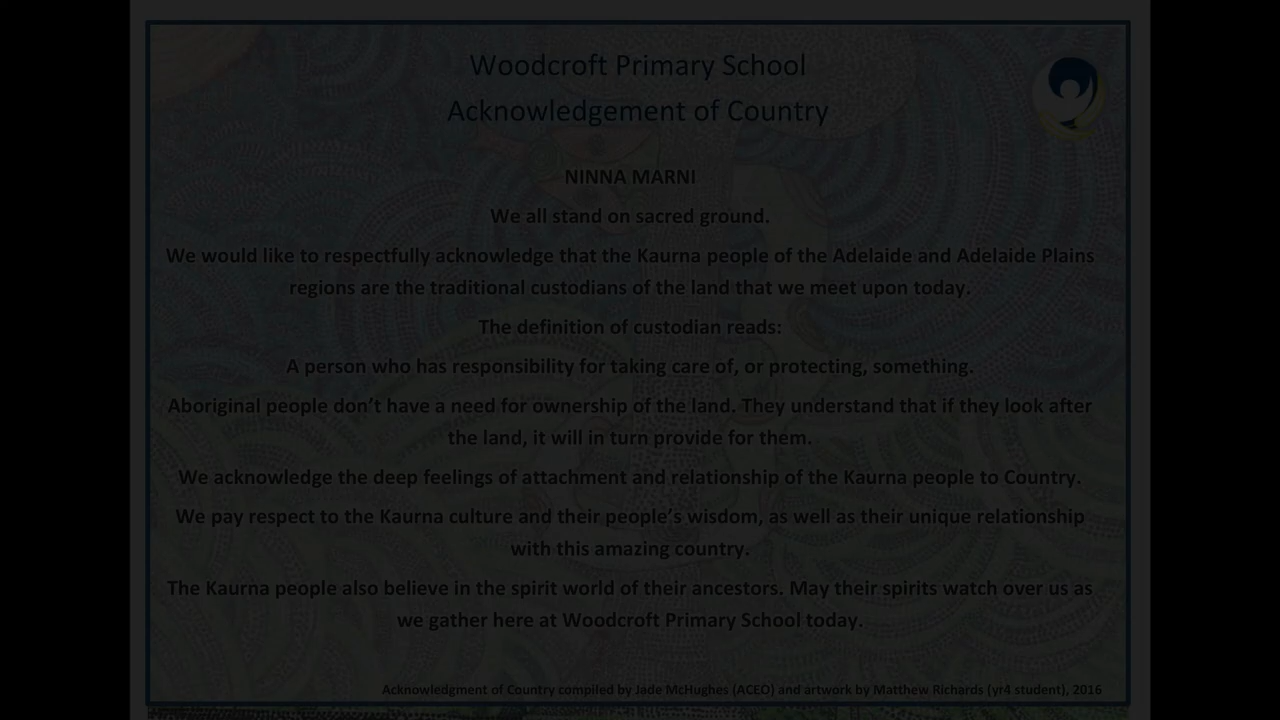 Woodcroft Primary School
Acknowledgement of Country
NINNA MARNI
We all stand on sacred ground.
We would like to respectfully acknowledge that the Kaurna people of the Adelaide and Adelaide Plains
regions are the traditional custodians of the land that we meet upon today.
The definition of custodian reads:
A person who has responsibility for taking care of, or protecting, something.
Aboriginal people don’t have a need for ownership of the land. They understand that if they look after
the land, it will in turn provide for them.
We acknowledge the deep feelings of attachment and relationship of the Kaurna people to Country.
We pay respect to the Kaurna culture and their people’s wisdom, as well as their unique relationship
with this amazing country.
The Kaurna people also believe in the spirit world of their ancestors. May their spirits watch over us as
we gather here at Woodcroft Primary School today.
Acknowledgment of Country compiled by Jade McHughes (ACEO) and artwork by Matthew Richards (yr4 student), 2016